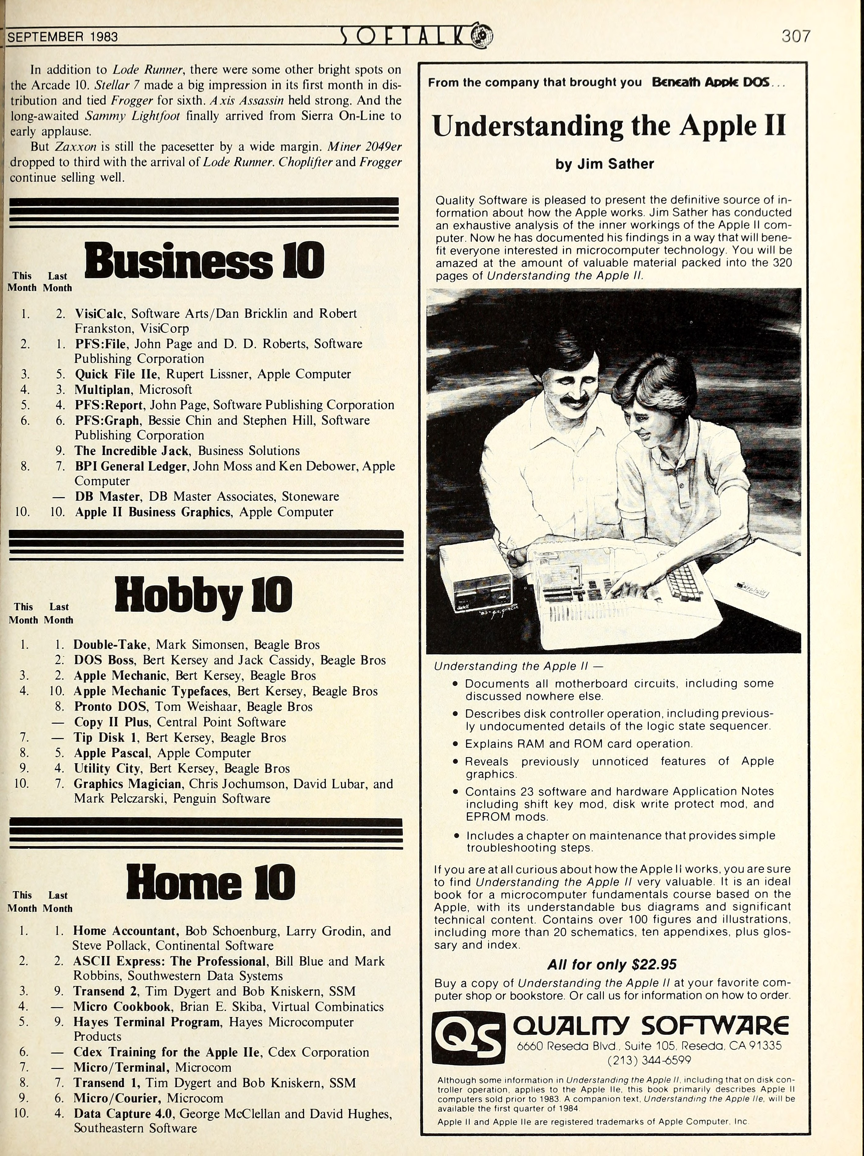 SEPTEMBER 1983
SOFTALK
307
In addition to Lode Runner, there were some other bright spots on
the Arcade 10. Stellar 7 made a big impression in its first month in dis-
tribution and tied Frogger for sixth. Axis Assassin held strong. And the
long-awaited Sammy Lightfoot finally arrived from Sierra On-Line to
early applause.
But Zaxxon is still the pacesetter by a wide margin. Miner 2049er
dropped to third with the arrival of Lode Runner. Choplifter and Frogger
continue selling well.
Business 10
This Last
Month Month
1. 2. VisiCalc, Software Arts/Dan Bricklin and Robert
Frankston, VisiCorp
2. 1. PFS:File, John Page and D. D. Roberts, Software
Publishing Corporation
3. 5. Quick File IIe, Rupert Lissner, Apple Computer
4. 3. Multiplan, Microsoft
5. 4. PFS:Report, John Page, Software Publishing Corporation
6. 6. PFS:Graph, Bessie Chin and Stephen Hill, Software
Publishing Corporation
9. The Incredible Jack, Business Solutions
8. 7. BPI General Ledger, John Moss and Ken Debower, Apple
Computer
— DB Master, DB Master Associates, Stoneware
10. 10. Apple II Business Graphics, Apple Computer
Hobby 10
This Last
Month Month
1. 1. Double-Take, Mark Simonsen, Beagle Bros
2. DOS Boss, Bert Kersey and Jack Cassidy, Beagle Bros
3. 2. Apple Mechanic, Bert Kersey, Beagle Bros
4. 10. Apple Mechanic Typefaces, Bert Kersey, Beagle Bros
8. Pronto DOS, Tom Weishaar, Beagle Bros
— Copy II Plus, Central Point Software
7. — Tip Disk 1, Bert Kersey, Beagle Bros
8. 5. Apple Pascal, Apple Computer
9. 4. Utility City, Bert Kersey, Beagle Bros
10. 7. Graphics Magician, Chris Jochumson, David Lubar, and
Mark Pelczarski, Penguin Software
Home 10
This Last
Month Month
1. 1. Home Accountant, Bob Schoenburg, Larry Grodin, and
Steve Pollack, Continental Software
2. 2. ASCII Express: The Professional, Bill Blue and Mark
Robbins, Southwestern Data Systems
3. 9. Transend 2, Tim Dygert and Bob Kniskern, SSM
4. — Micro Cookbook, Brian E. Skiba, Virtual Combinatics
5. 9. Hayes Terminal Program, Hayes Microcomputer
Products
6. — Cdex Training for the Apple IIe, Cdex Corporation
7. — Micro/Terminal, Microcom
8. 7. Transend 1, Tim Dygert and Bob Kniskern, SSM
9. 6. Micro/Courier, Microcom
10. 4. Data Capture 4.0, George McClellan and David Hughes,
Southeastern Software
From the company that brought you Beneath Apple DOS...
Understanding the Apple II
by Jim Sather
Quality Software is pleased to present the definitive source of in-
formation about how the Apple works. Jim Sather has conducted
an exhaustive analysis of the inner workings of the Apple II com-
puter. Now he has documented his findings in a way that will bene-
fit everyone interested in microcomputer technology. You will be
amazed at the amount of valuable material packed into the 320
pages of Understanding the Apple II.
Understanding the Apple II —
• Documents all motherboard circuits, including some
discussed nowhere else.
• Describes disk controller operation, including previous-
ly undocumented details of the logic state sequencer.
• Explains RAM and ROM card operation.
• Reveals previously unnoticed features of Apple
graphics.
• Contains 23 software and hardware Application Notes
including shift key mod, disk write protect mod, and
EPROM mods.
• Includes a chapter on maintenance that provides simple
troubleshooting steps.
If you are at all curious about how the Apple II works, you are sure
to find Understanding the Apple II very valuable. It is an ideal
book for a microcomputer fundamentals course based on the
Apple, with its understandable bus diagrams and significant
technical content. Contains over 100 figures and illustrations,
including more than 20 schematics, ten appendixes, plus glos-
sary and index.
All for only $22.95
Buy a copy of Understanding the Apple II at your favorite com-
puter shop or bookstore. Or call us for information on how to order.
QS QUALITY SOFTWARE
6660 Reseda Blvd., Suite 105, Reseda, CA 91335
(213) 344-6599
Although some information in Understanding the Apple II, including that on disk con-
troller operation, applies to the Apple IIe, this book primarily describes Apple II
computers sold prior to 1983. A companion text, Understanding the Apple IIe, will be
available the first quarter of 1984
Apple II and Apple IIe are registered trademarks of Apple Computer, Inc.